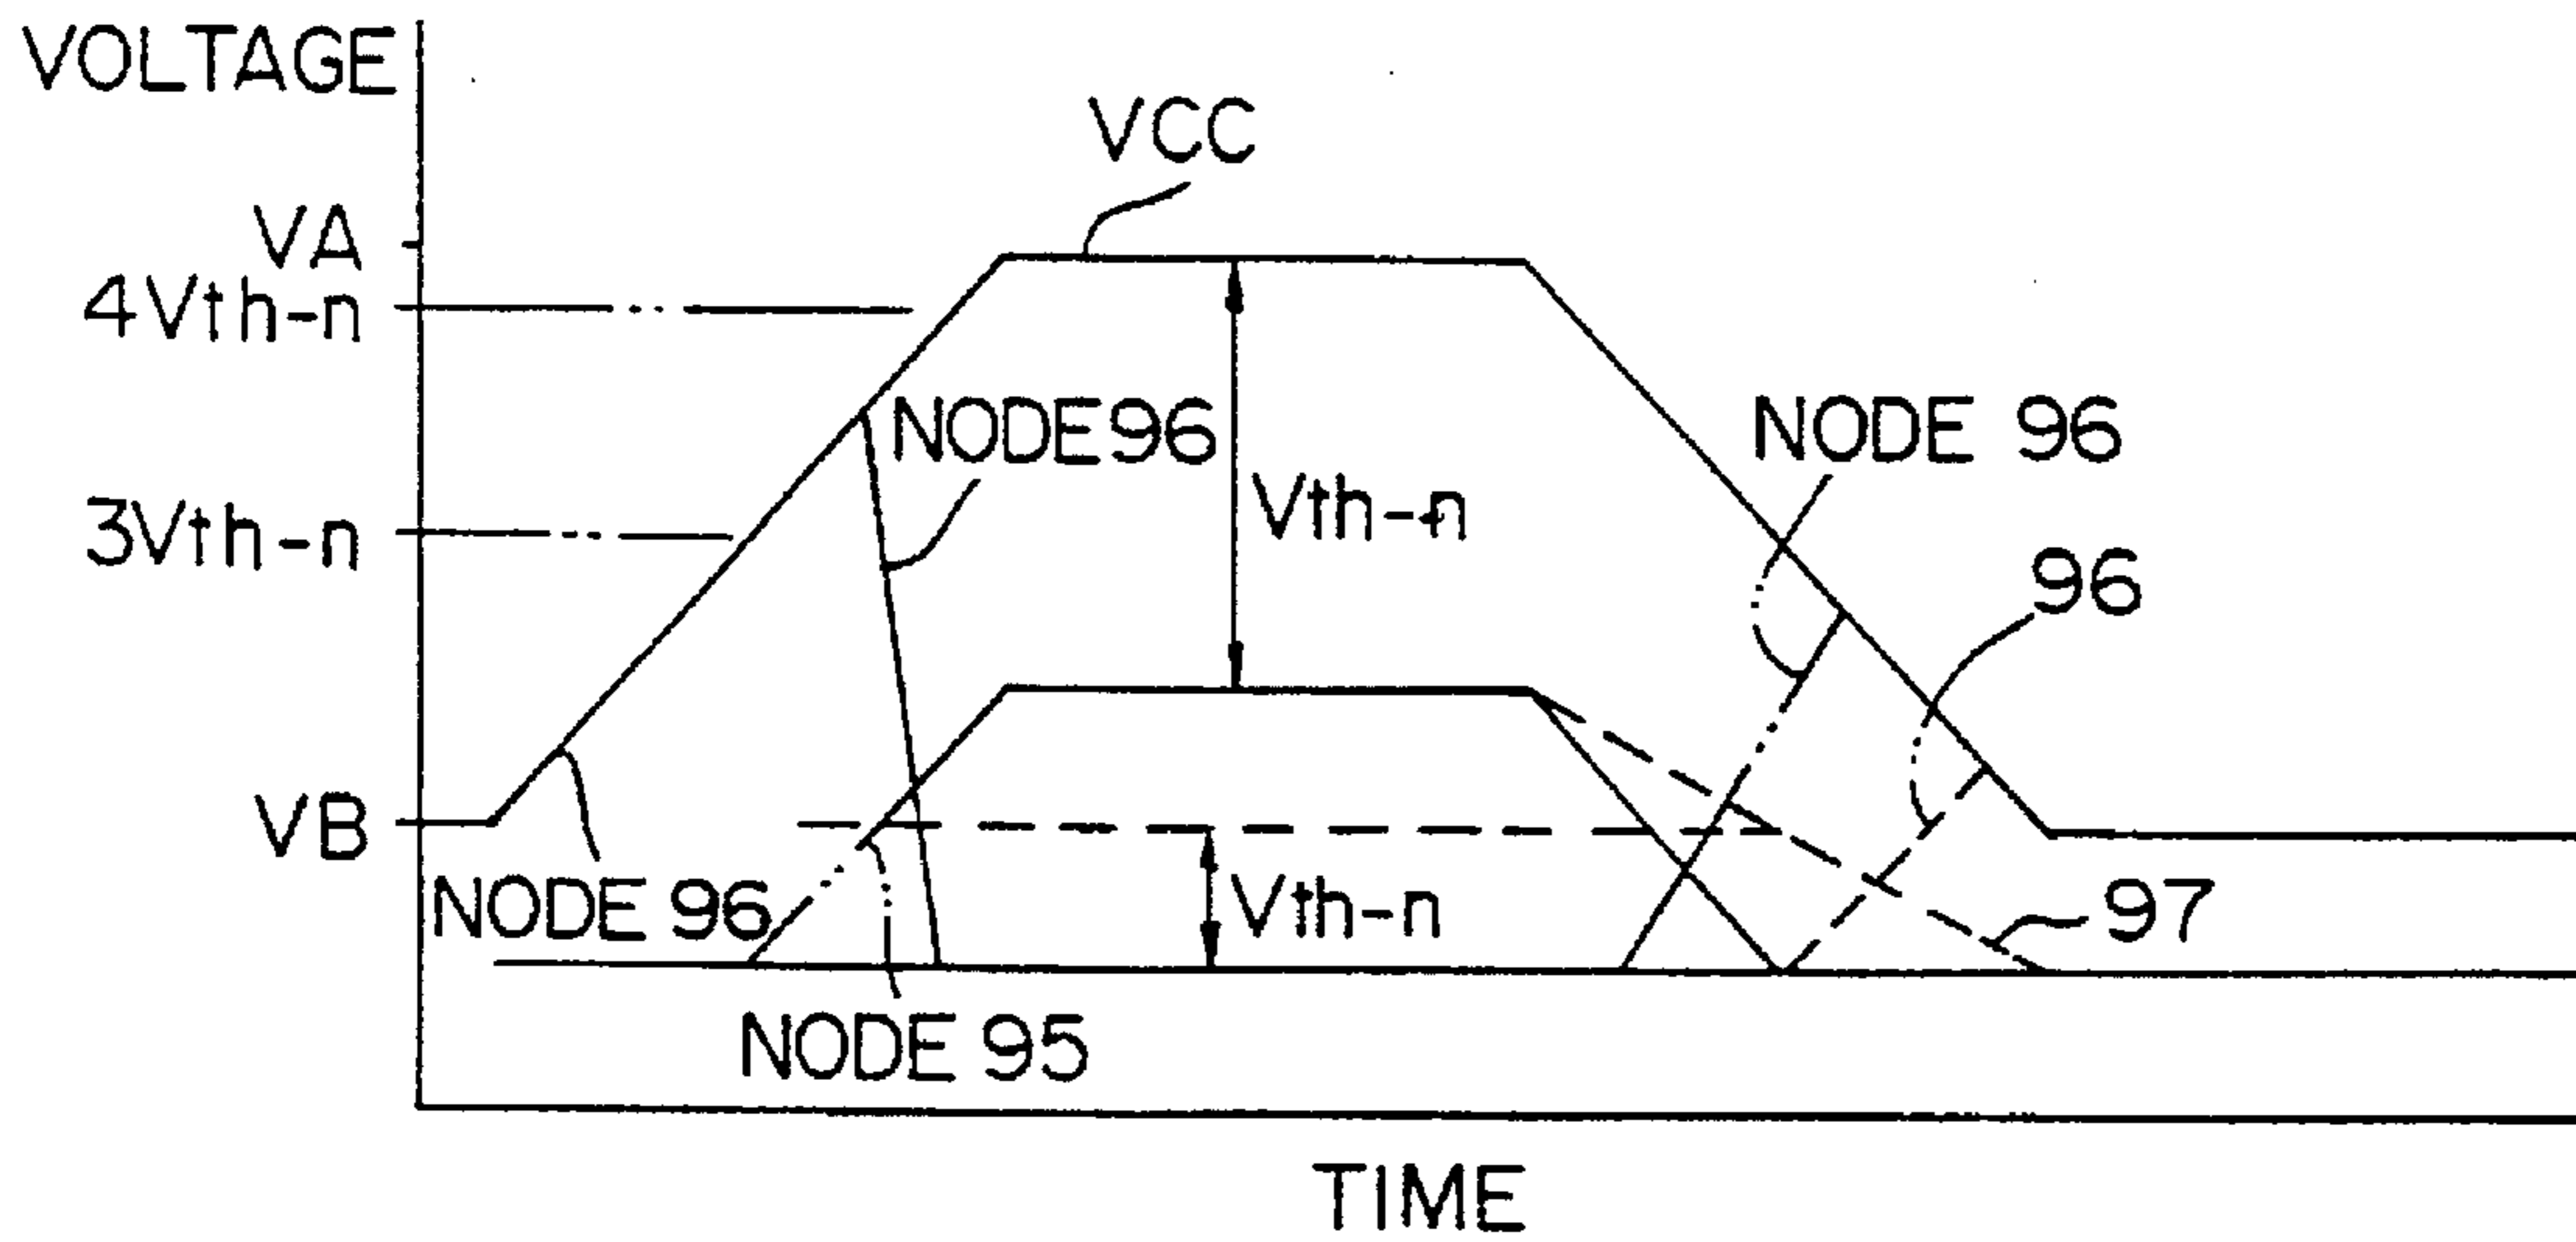 VOLTAGE
VCC
VA
4Vth-n
NODE96
NODE 96
3Vth-n
Vth-n
96
VB
NODE 96
Vth-n
97
NODE 95
TIME